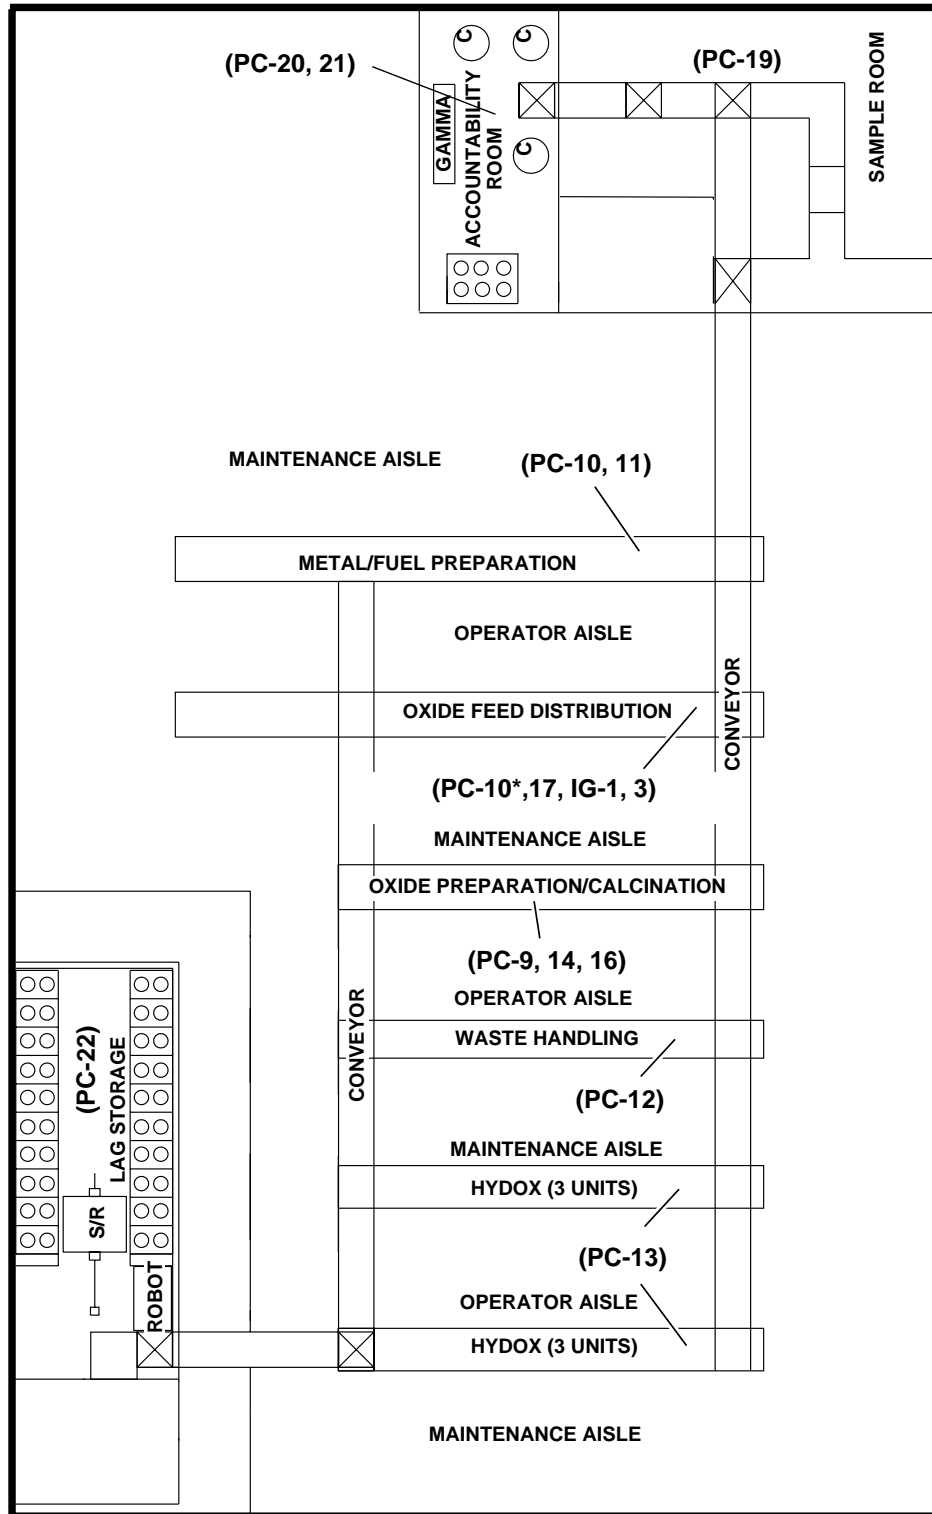 C
C
(PC-20, 21)
(PC-19)
SAMPLE ROOM
GAMMA
ACCOUNTABILITY
ROOM
C
MAINTENANCE AISLE
(PC-10, 11)
METAL/FUEL PREPARATION
OPERATOR AISLE
CONVEYOR
OXIDE FEED DISTRIBUTION
(PC-10*,17, IG-1, 3)
MAINTENANCE AISLE
OXIDE PREPARATION/CALCINATION
(PC-9, 14, 16)
OPERATOR AISLE
CONVEYOR
WASTE HANDLING
(PC-22)
LAG STORAGE
(PC-12)
MAINTENANCE AISLE
HYDOX (3 UNITS)
S/R
(PC-13)
ROBOT
OPERATOR AISLE
HYDOX (3 UNITS)
MAINTENANCE AISLE